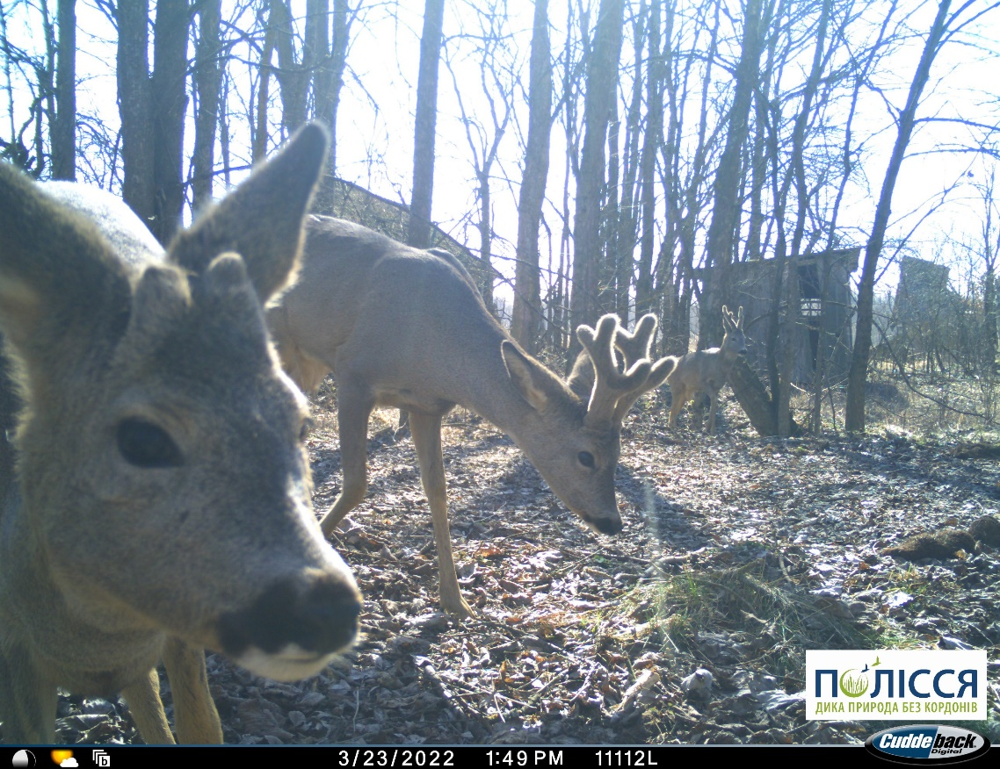 ПОЛІССЯ
ДИКА ПРИРОДА БЕЗ КОРДОНІВ
Cuddeback
Digital
3/23/2022 1:49 PM 11112L